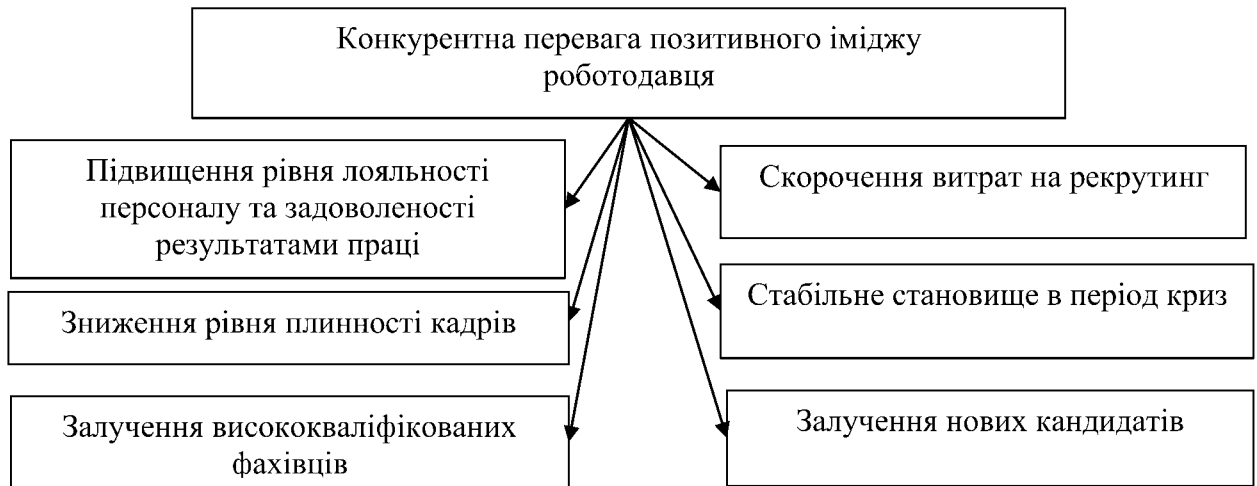 Конкурентна перевага позитивного іміджу
роботодавця
Підвищення рівня лояльності
персоналу та задоволеності
результатами праці
Скорочення витрат на рекрутинг
Зниження рівня плинності кадрів
Стабільне становище в період криз
Залучення висококваліфікованих
фахівців
Залучення нових кандидатів